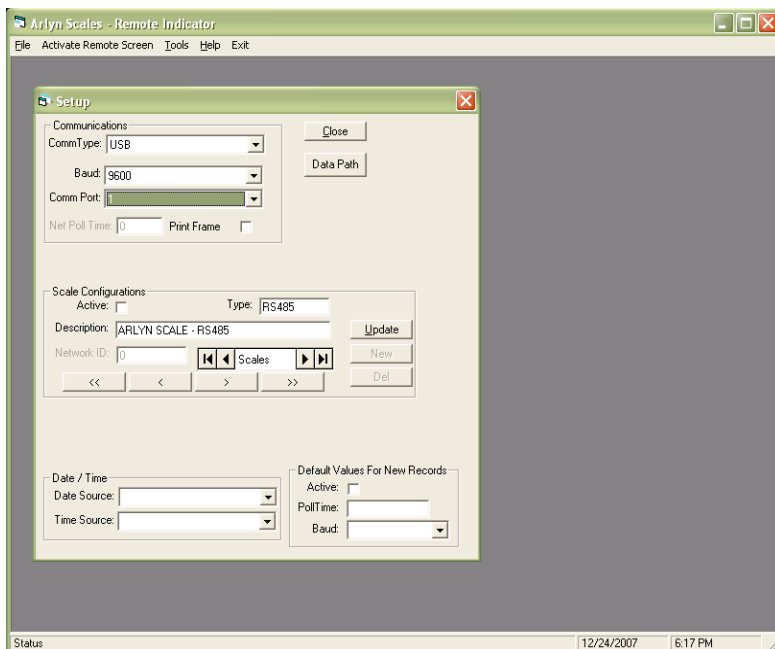 Arlyn Scales - Remote Indicator
File Activate Remote Screen Tools Help Exit
Setup
Communications
CommType: USB
Close
Baud: 9600
Data Path
Comm Port: 1
Net Poll Time: 0 Print Frame
Scale Configurations
Active: Type: RS485
Description: ARLYN SCALE - RS485 Update
Network ID: 0 Scales New
<< < > >> Del
Date / Time
Date Source:
Time Source:
Default Values For New Records
Active:
PollTime:
Baud:
Status 12/24/2007 6:17 PM